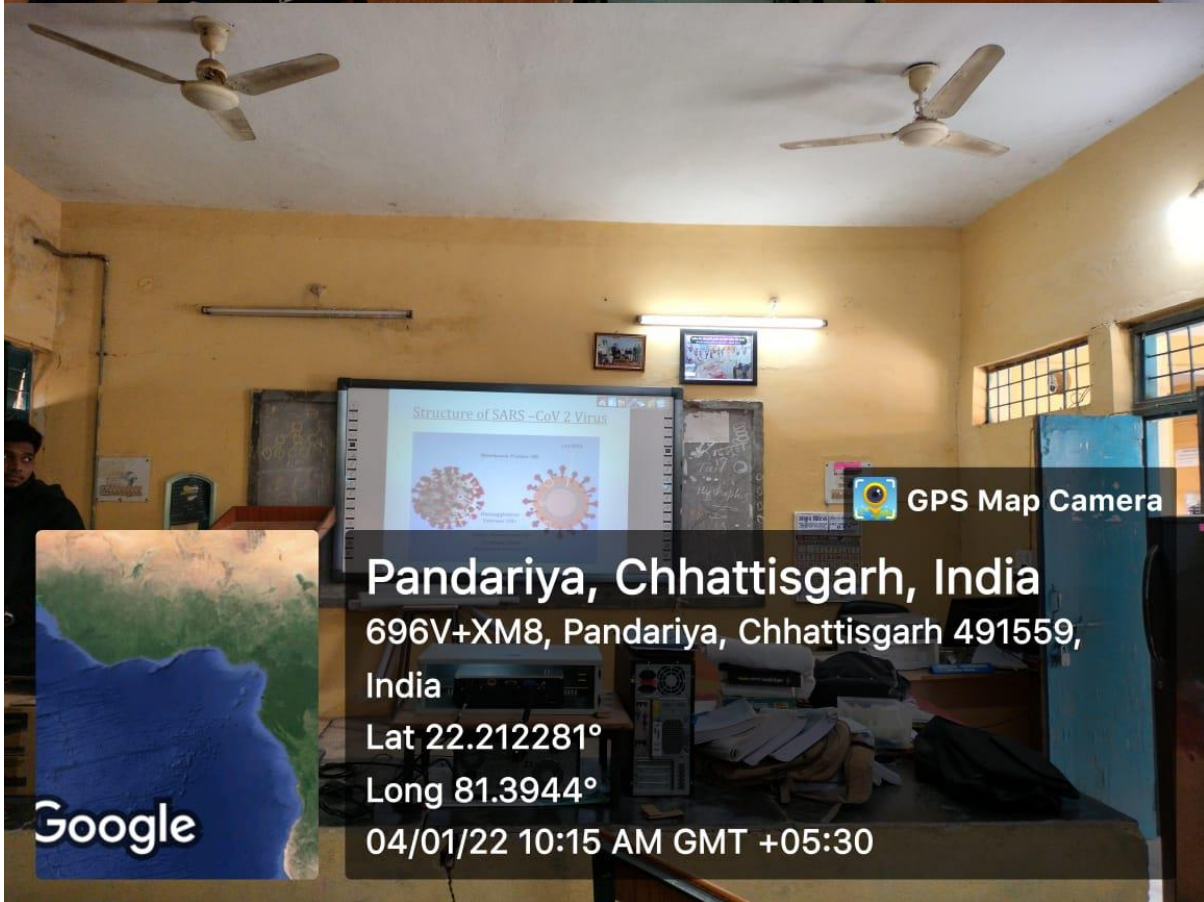 Structure of SARS –CoV 2 Virus
GPS Map Camera
Pandariya, Chhattisgarh, India
696V+XM8, Pandariya, Chhattisgarh 491559,
India
Lat 22.212281°
Long 81.3944°
04/01/22 10:15 AM GMT +05:30
Google